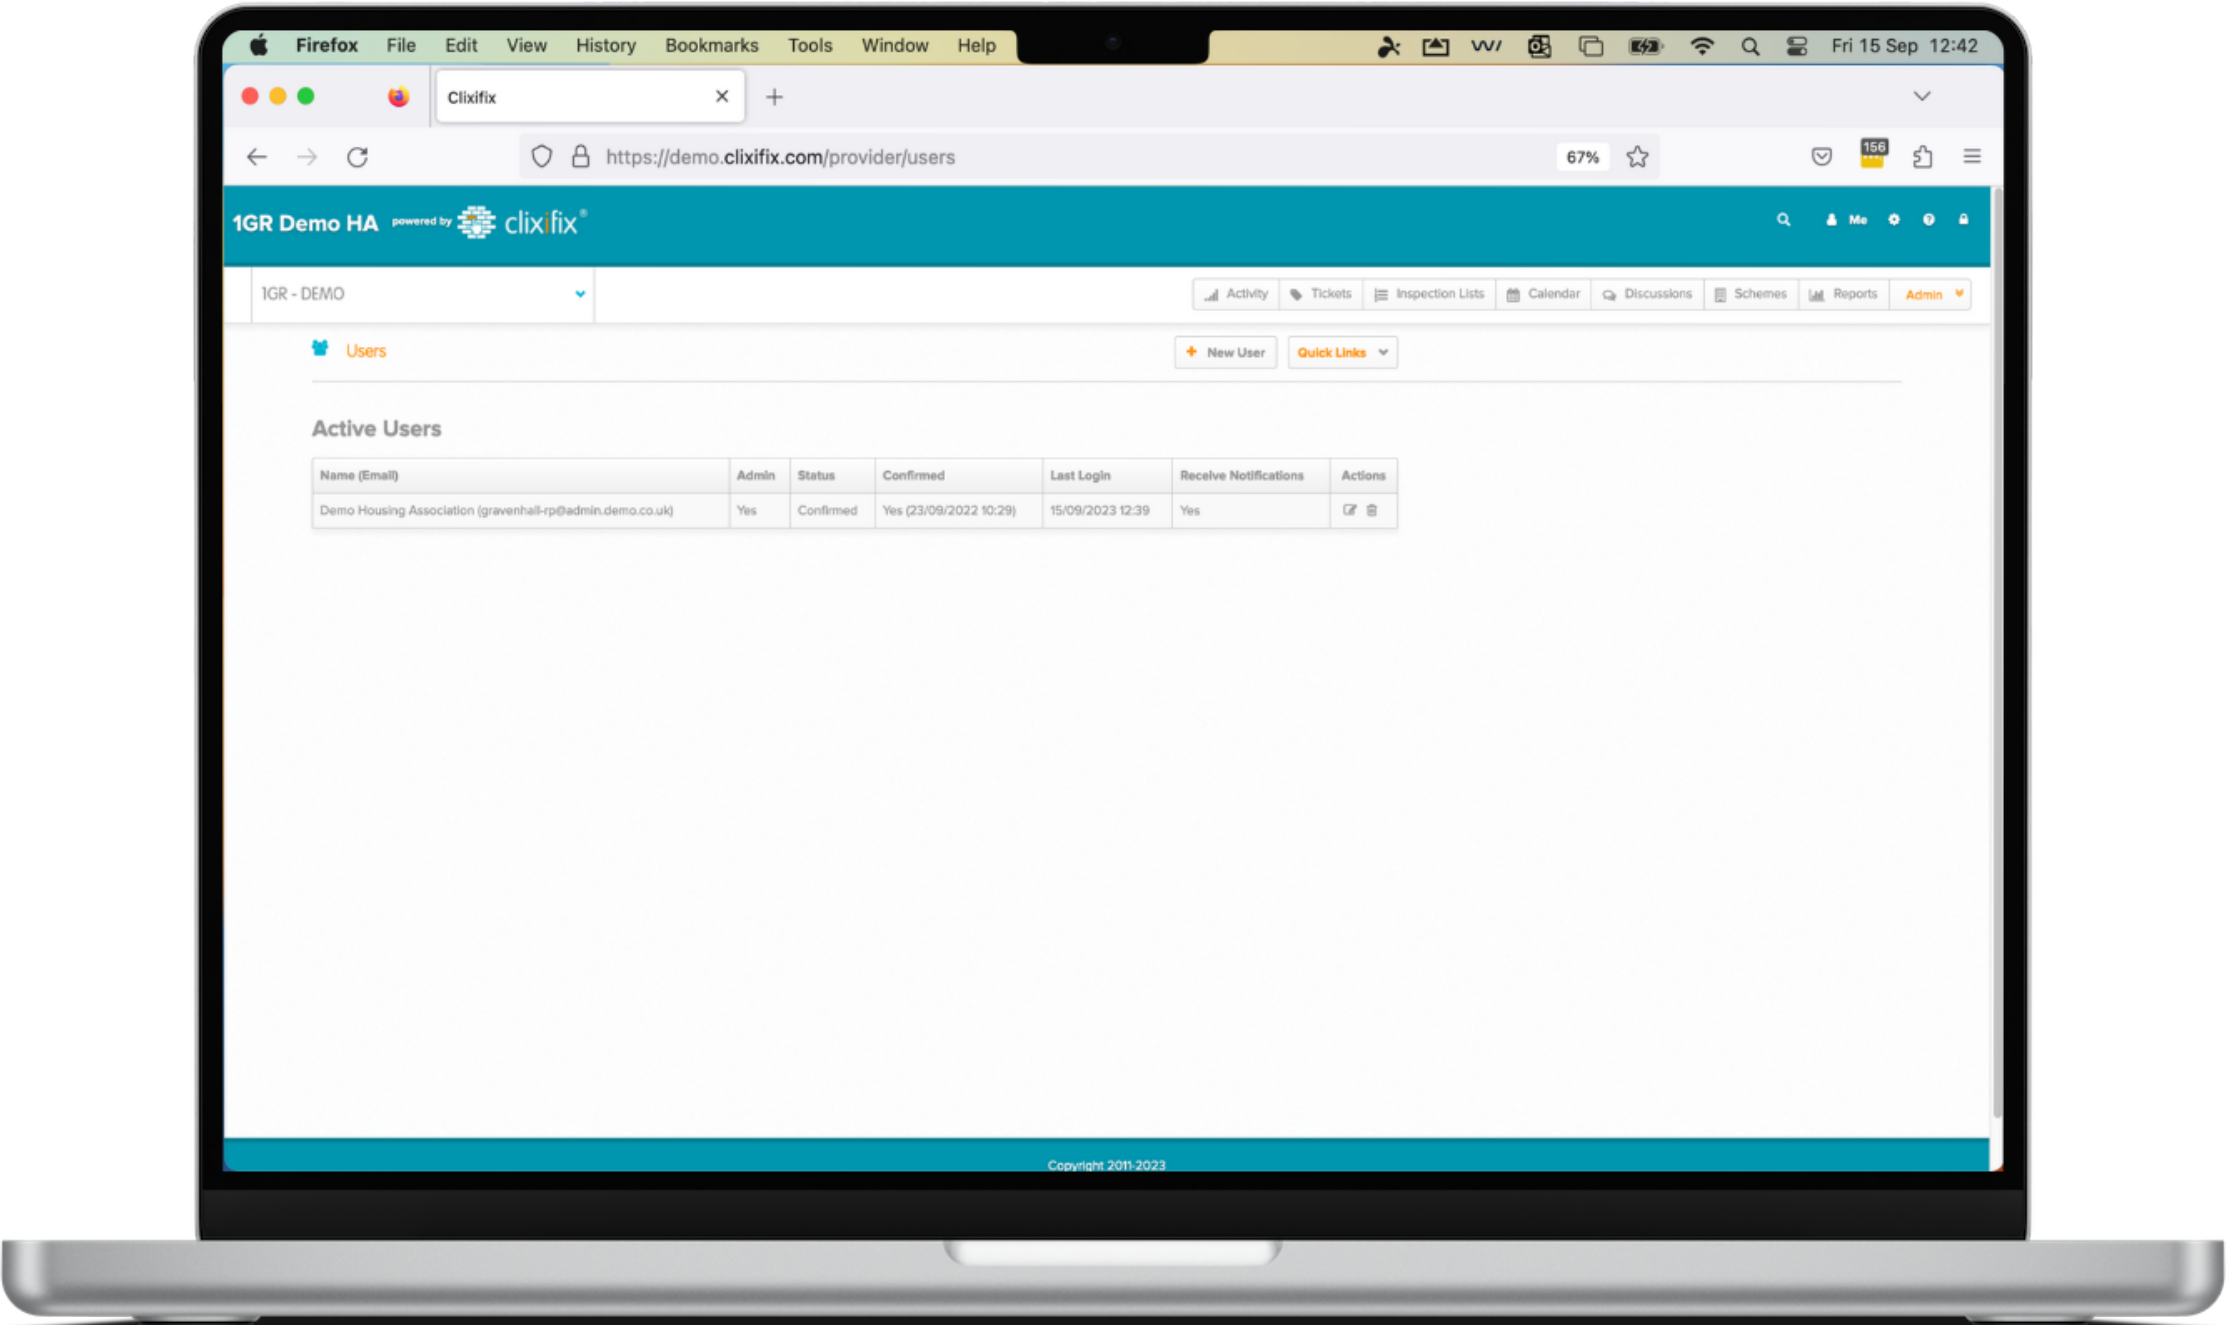 Firefox File Edit View History Bookmarks Tools Window Help Fri 15 Sep 12:42
Clixifix
https://demo.clixifix.com/provider/users 67% 156
1GR Demo HA powered by clixifix® Me
1GR - DEMO Activity Tickets Inspection Lists Calendar Discussions Schemes Reports Admin
Users New User Quick Links
Active Users
Name (Email) Admin Status Confirmed Last Login Receive Notifications Actions
Demo Housing Association (gravenhall-rp@admin.demo.co.uk) Yes Confirmed Yes (23/09/2022 10:29) 15/09/2023 12:39 Yes
Copyright 2011-2023